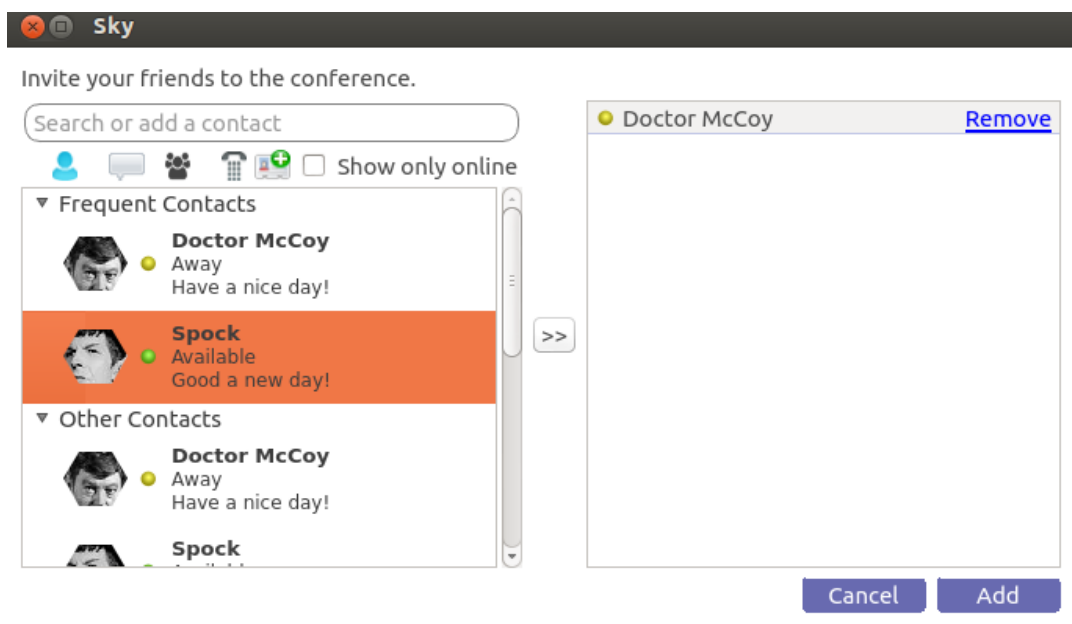 Sky
Invite your friends to the conference.
Search or add a contact
Show only online
Frequent Contacts
Doctor McCoy
Away
Have a nice day!
Spock
Available
Good a new day!
Other Contacts
Doctor McCoy
Away
Have a nice day!
Spock
>>
Doctor McCoy Remove
Cancel Add